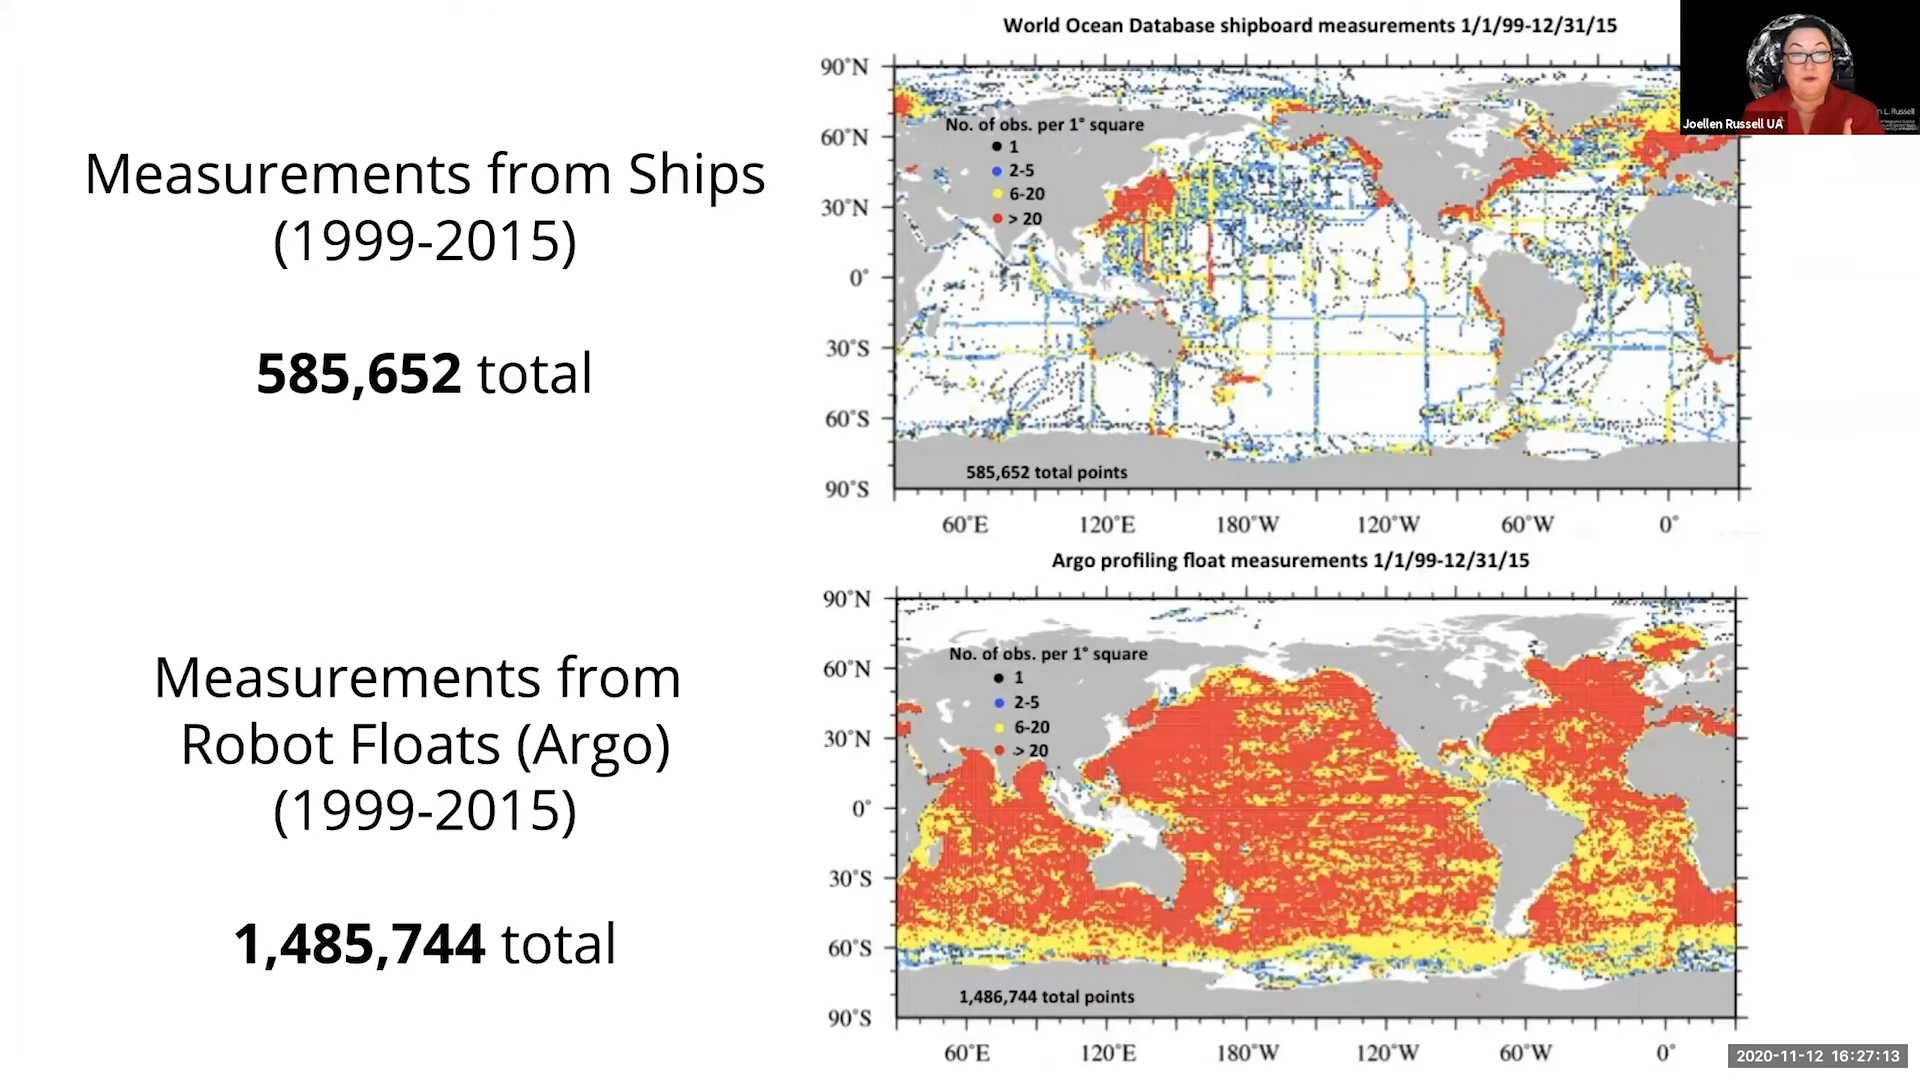 Measurements from Ships
(1999-2015)
585,652 total
World Ocean Database shipboard measurements 1/1/99-12/31/15
90°N
60°N
30°N
0°
30°S
60°S
90°S
No. of obs. per 1° square
1
2-5
6-20
> 20
585,652 total points
60°E
120°E
180°W
120°W
60°W
0°
Joellen Russell UA
n L. Russell
Measurements from
Robot Floats (Argo)
(1999-2015)
1,485,744 total
Argo profiling float measurements 1/1/99-12/31/15
90°N
60°N
30°N
0°
30°S
60°S
90°S
No. of obs. per 1° square
1
2-5
6-20
> 20
1,486,744 total points
60°E
120°E
180°W
120°W
60°W
0°
2020-11-12 16:27:13